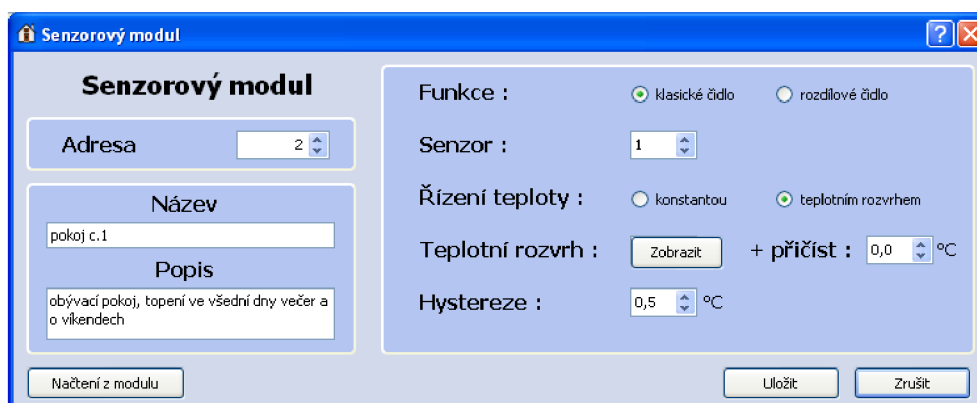 Senzorový modul
Senzorový modul
Adresa 2
Název
pokoj c.1
Popis
obývací pokoj, topení ve všední dny večer a
o víkendech
Načtení z modulu
Funkce : klasické čidlo rozdílové čidlo
Senzor : 1
Řízení teploty : konstantou teplotním rozvrhem
Teplotní rozvrh : Zobrazit + přičíst : 0,0 °C
Hystereze : 0,5 °C
Uložit Zrušit